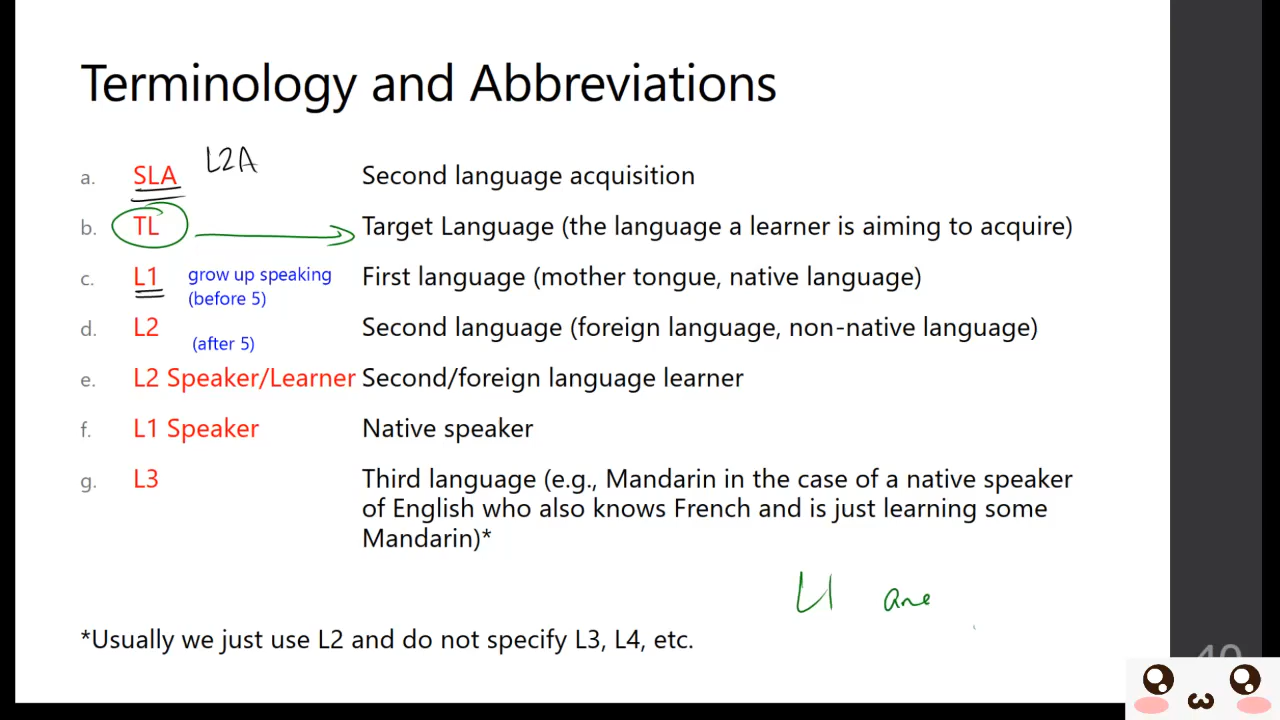 Terminology and Abbreviations
a. SLA L2A Second language acquisition
b. TL Target Language (the language a learner is aiming to acquire)
c. L1 grow up speaking First language (mother tongue, native language)
(before 5)
d. L2 Second language (foreign language, non-native language)
(after 5)
e. L2 Speaker/Learner Second/foreign language learner
f. L1 Speaker Native speaker
g. L3 Third language (e.g., Mandarin in the case of a native speaker
of English who also knows French and is just learning some
Mandarin)*
L1 are
*Usually we just use L2 and do not specify L3, L4, etc.